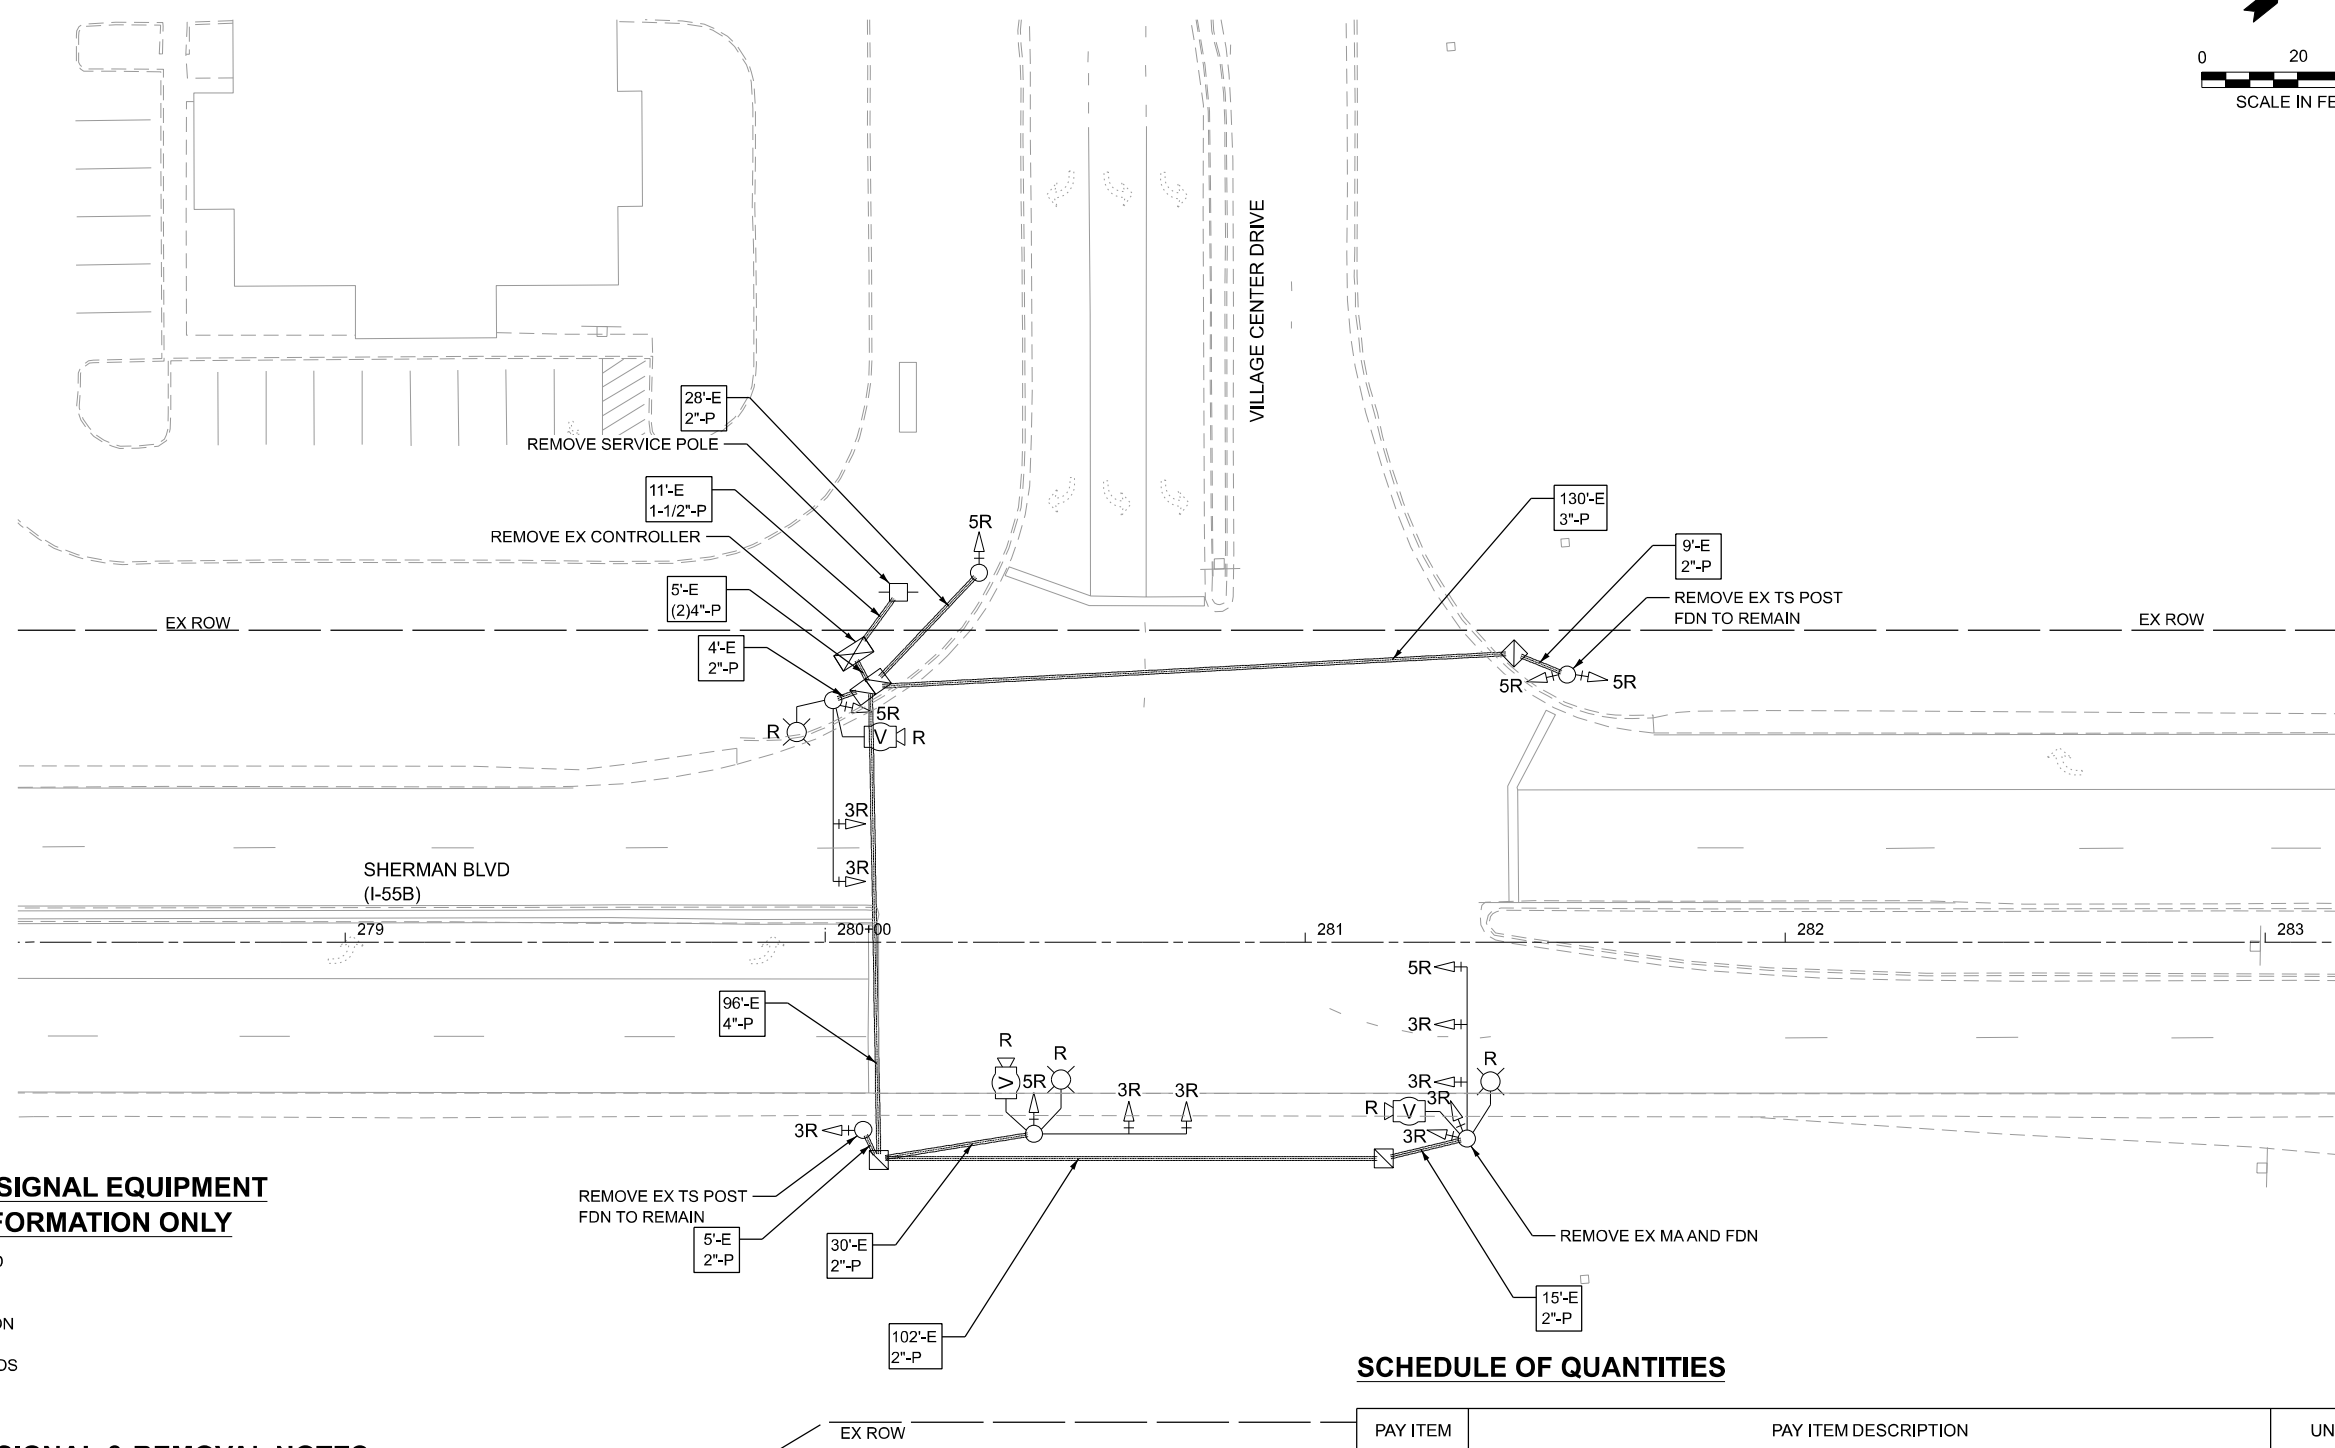 0 20
SCALE IN FE
VILLAGE CENTER DRIVE
28'-E
2"-P
REMOVE SERVICE POLE
11'-E
1-1/2"-P
REMOVE EX CONTROLLER
5R
130'-E
3"-P
9'-E
2"-P
5'-E
(2)4"-P
REMOVE EX TS POST
FDN TO REMAIN
EX ROW
EX ROW
4'-E
2"-P
5R
5R
5R
R
V
R
3R
3R
SHERMAN BLVD
(I-55B)
279
280+00
281
282
283
5R
96'-E
4"-P
3R
R
R
R
V
5R
3R
3R
3R
R
V
3R
3R
3R
SIGNAL EQUIPMENT
FORMATION ONLY
REMOVE EX TS POST
FDN TO REMAIN
5'-E
2"-P
30'-E
2"-P
REMOVE EX MA AND FDN
15'-E
2"-P
102'-E
2"-P
ON
DS
SCHEDULE OF QUANTITIES
EX ROW
PAY ITEM
PAY ITEM DESCRIPTION
UN
SIGNAL & REMOVAL NOTES